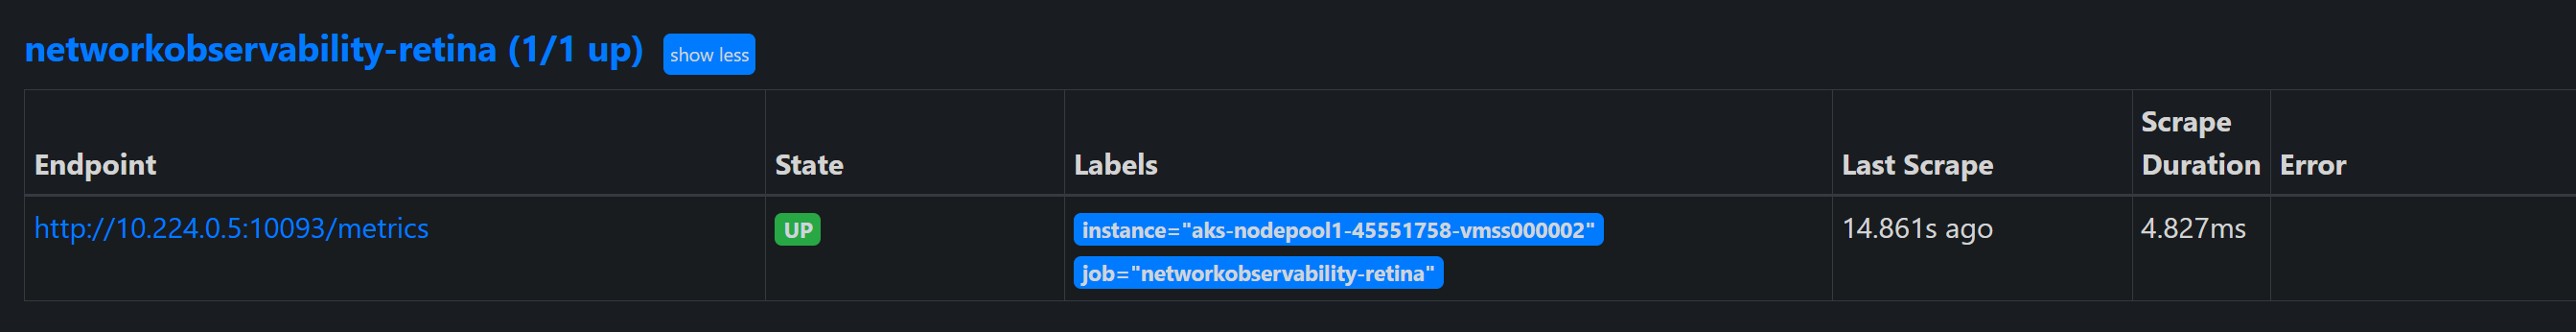 networkobservability-retina (1/1 up) show less
Endpoint State Labels Last Scrape Scrape Duration Error
http://10.224.0.5:10093/metrics UP instance="aks-nodepool1-45551758-vmss000002" 14.861s ago 4.827ms
job="networkobservability-retina"